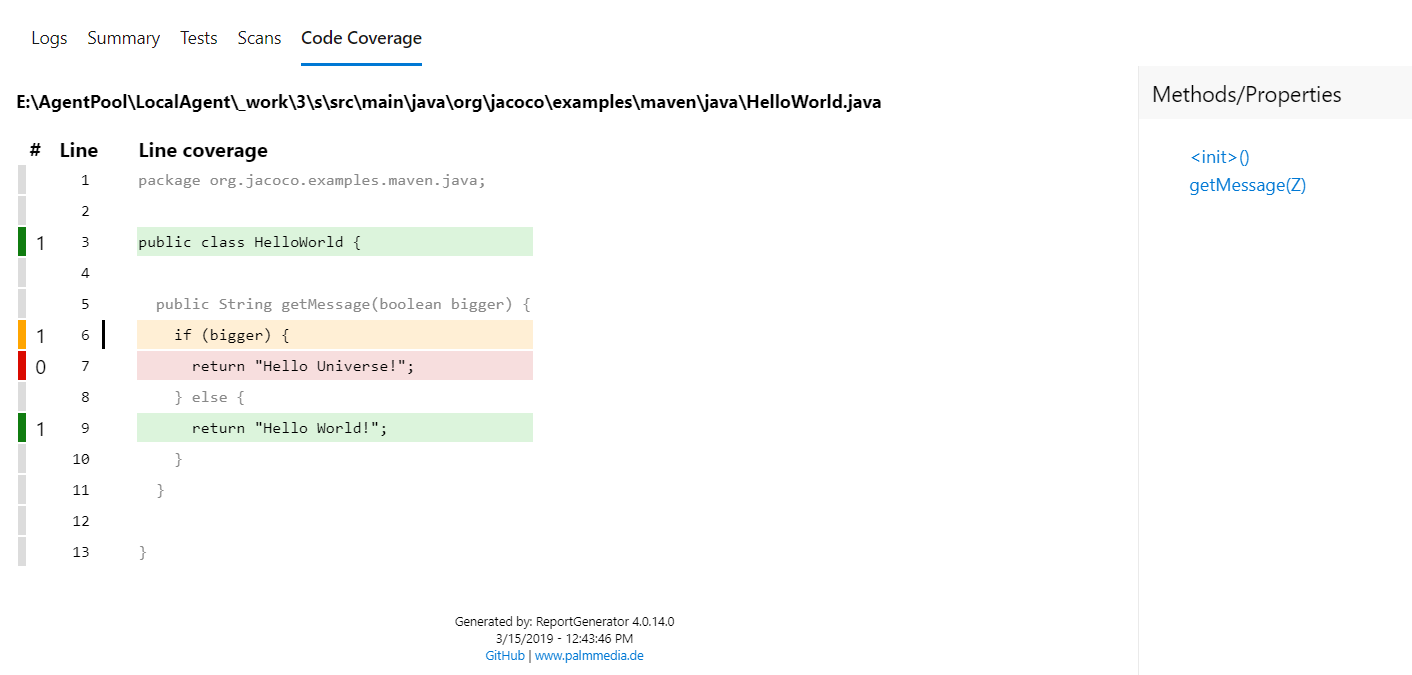 Logs Summary Tests Scans Code Coverage
E:\AgentPool\LocalAgent\_work\3\s\src\main\java\org\jacoco\examples\maven\java\HelloWorld.java
# Line Line coverage
1 package org.jacoco.examples.maven.java;
2
1 3 public class HelloWorld {
4
5 public String getMessage(boolean bigger) {
1 6 if (bigger) {
0 7 return "Hello Universe!";
8 } else {
1 9 return "Hello World!";
10 }
11 }
12
13 }
Methods/Properties
<init>()
getMessage(Z)
Generated by: ReportGenerator 4.0.14.0
3/15/2019 - 12:43:46 PM
GitHub | www.palmmedia.de